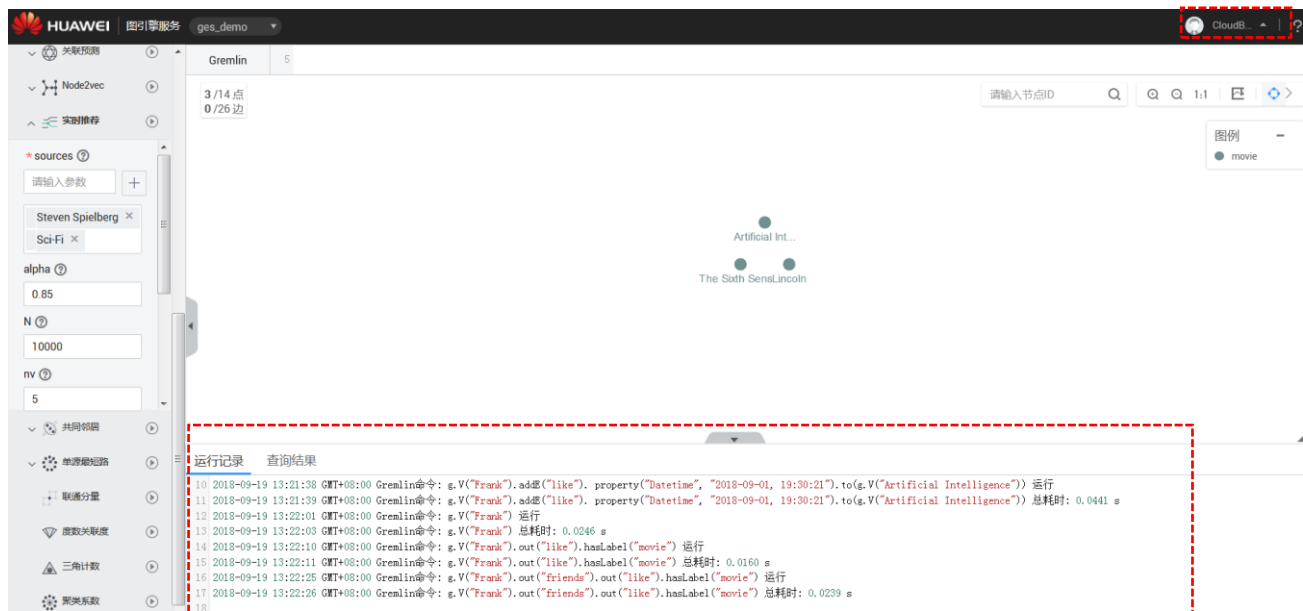 HUAWEI 图引擎服务 ges_demo CloudB... ?
关联预测
Node2vec
实时推荐
* sources ?
请输入参数 +
Steven Spielberg ×
Sci-Fi ×
alpha ?
0.85
N ?
10000
nv ?
5
共同邻居
单源最短路
联通分量
度数关联度
三角计数
聚类系数
Gremlin 5
3 /14 点
0 /26 边
请输入节点ID 1:1
图例 −
movie
Artificial Int...
The Sixth SensLincoln
运行记录 查询结果
10 2018-09-19 13:21:38 GMT+08:00 Gremlin命令: g.V("Frank").addE("like"). property("Datetime", "2018-09-01, 19:30:21").to(g.V("Artificial Intelligence")) 运行
11 2018-09-19 13:21:39 GMT+08:00 Gremlin命令: g.V("Frank").addE("like"). property("Datetime", "2018-09-01, 19:30:21").to(g.V("Artificial Intelligence")) 总耗时: 0.0441 s
12 2018-09-19 13:22:01 GMT+08:00 Gremlin命令: g.V("Frank") 运行
13 2018-09-19 13:22:03 GMT+08:00 Gremlin命令: g.V("Frank") 总耗时: 0.0246 s
14 2018-09-19 13:22:10 GMT+08:00 Gremlin命令: g.V("Frank").out("like").hasLabel("movie") 运行
15 2018-09-19 13:22:11 GMT+08:00 Gremlin命令: g.V("Frank").out("like").hasLabel("movie") 总耗时: 0.0160 s
16 2018-09-19 13:22:25 GMT+08:00 Gremlin命令: g.V("Frank").out("friends").out("like").hasLabel("movie") 运行
17 2018-09-19 13:22:26 GMT+08:00 Gremlin命令: g.V("Frank").out("friends").out("like").hasLabel("movie") 总耗时: 0.0239 s
18